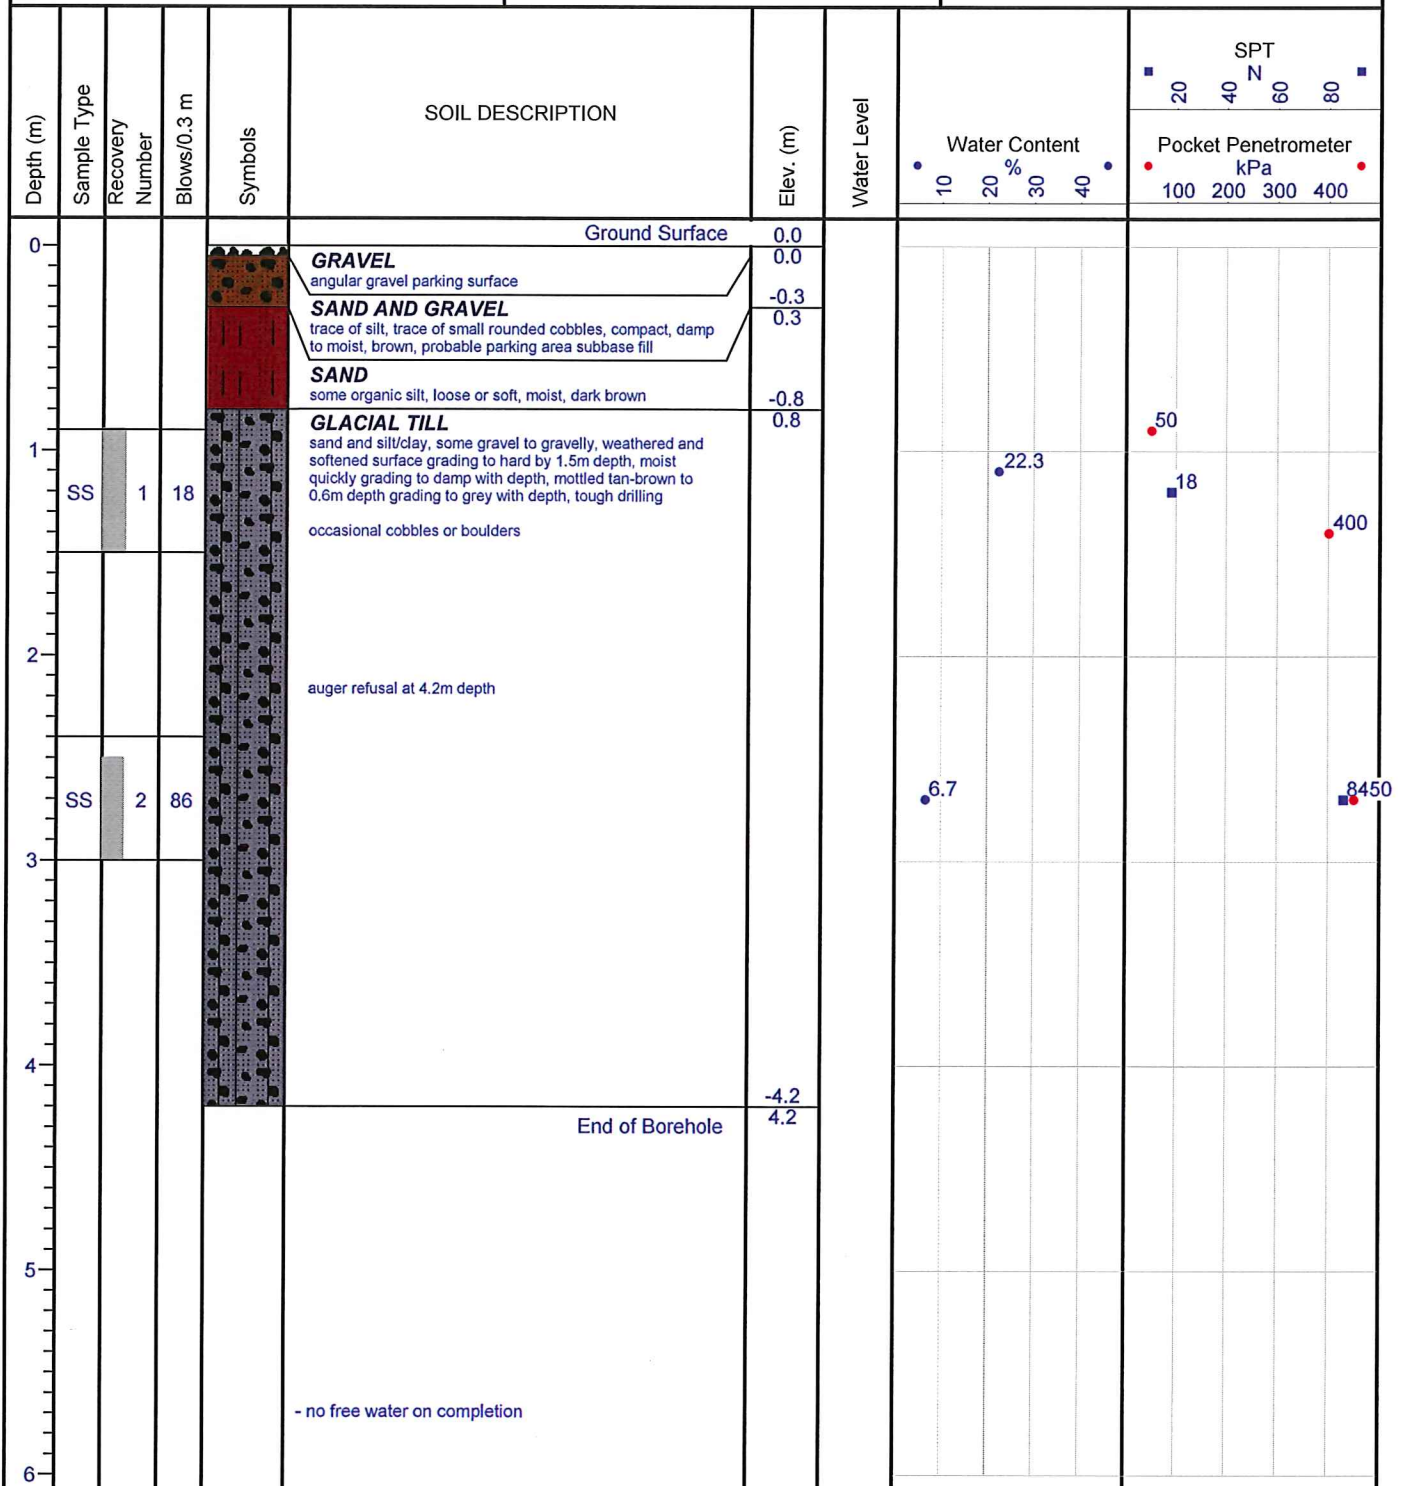 Depth (m)
Sample Type
Recovery
Number
Blows/0.3 m
Symbols
SOIL DESCRIPTION
Elev. (m)
Water Level
Water Content
%
10 20 30 40
SPT
N
20 40 60 80
Pocket Penetrometer
kPa
100 200 300 400
Ground Surface 0.0
0
GRAVEL 0.0
angular gravel parking surface
-0.3
SAND AND GRAVEL 0.3
trace of silt, trace of small rounded cobbles, compact, damp
to moist, brown, probable parking area subbase fill
SAND
some organic silt, loose or soft, moist, dark brown -0.8
GLACIAL TILL 0.8
50
sand and silt/clay, some gravel to gravelly, weathered and
1
softened surface grading to hard by 1.5m depth, moist
22.3
quickly grading to damp with depth, mottled tan-brown to
18
SS 1 18
0.6m depth grading to grey with depth, tough drilling
400
occasional cobbles or boulders
2
auger refusal at 4.2m depth
6.7
8450
SS 2 86
3
4
-4.2
4.2
End of Borehole
5
- no free water on completion
6